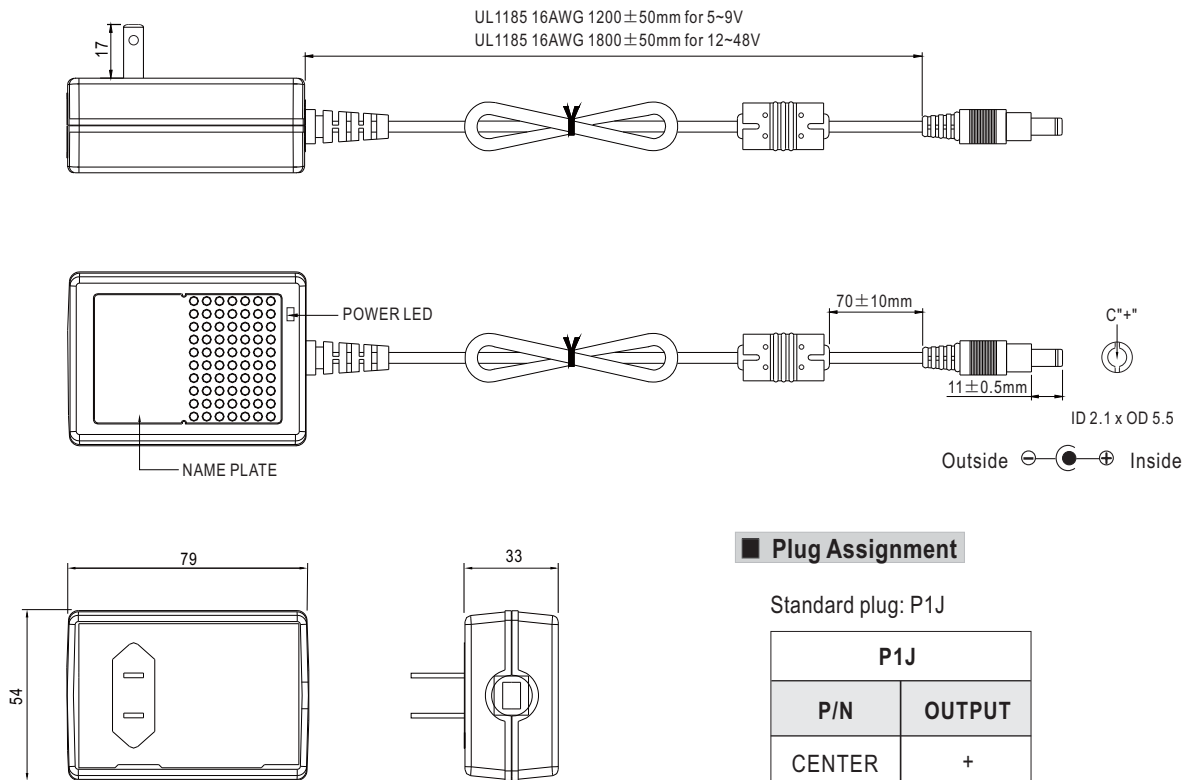 UL1185 16AWG 1200±50mm for 5~9V
UL1185 16AWG 1800±50mm for 12~48V
17
POWER LED
70±10mm
C"+"
11±0.5mm
ID 2.1 x OD 5.5
NAME PLATE
Outside ⊖ ⊕ Inside
79
33
54
■ Plug Assignment
Standard plug: P1J
P1J
P/N OUTPUT
CENTER +